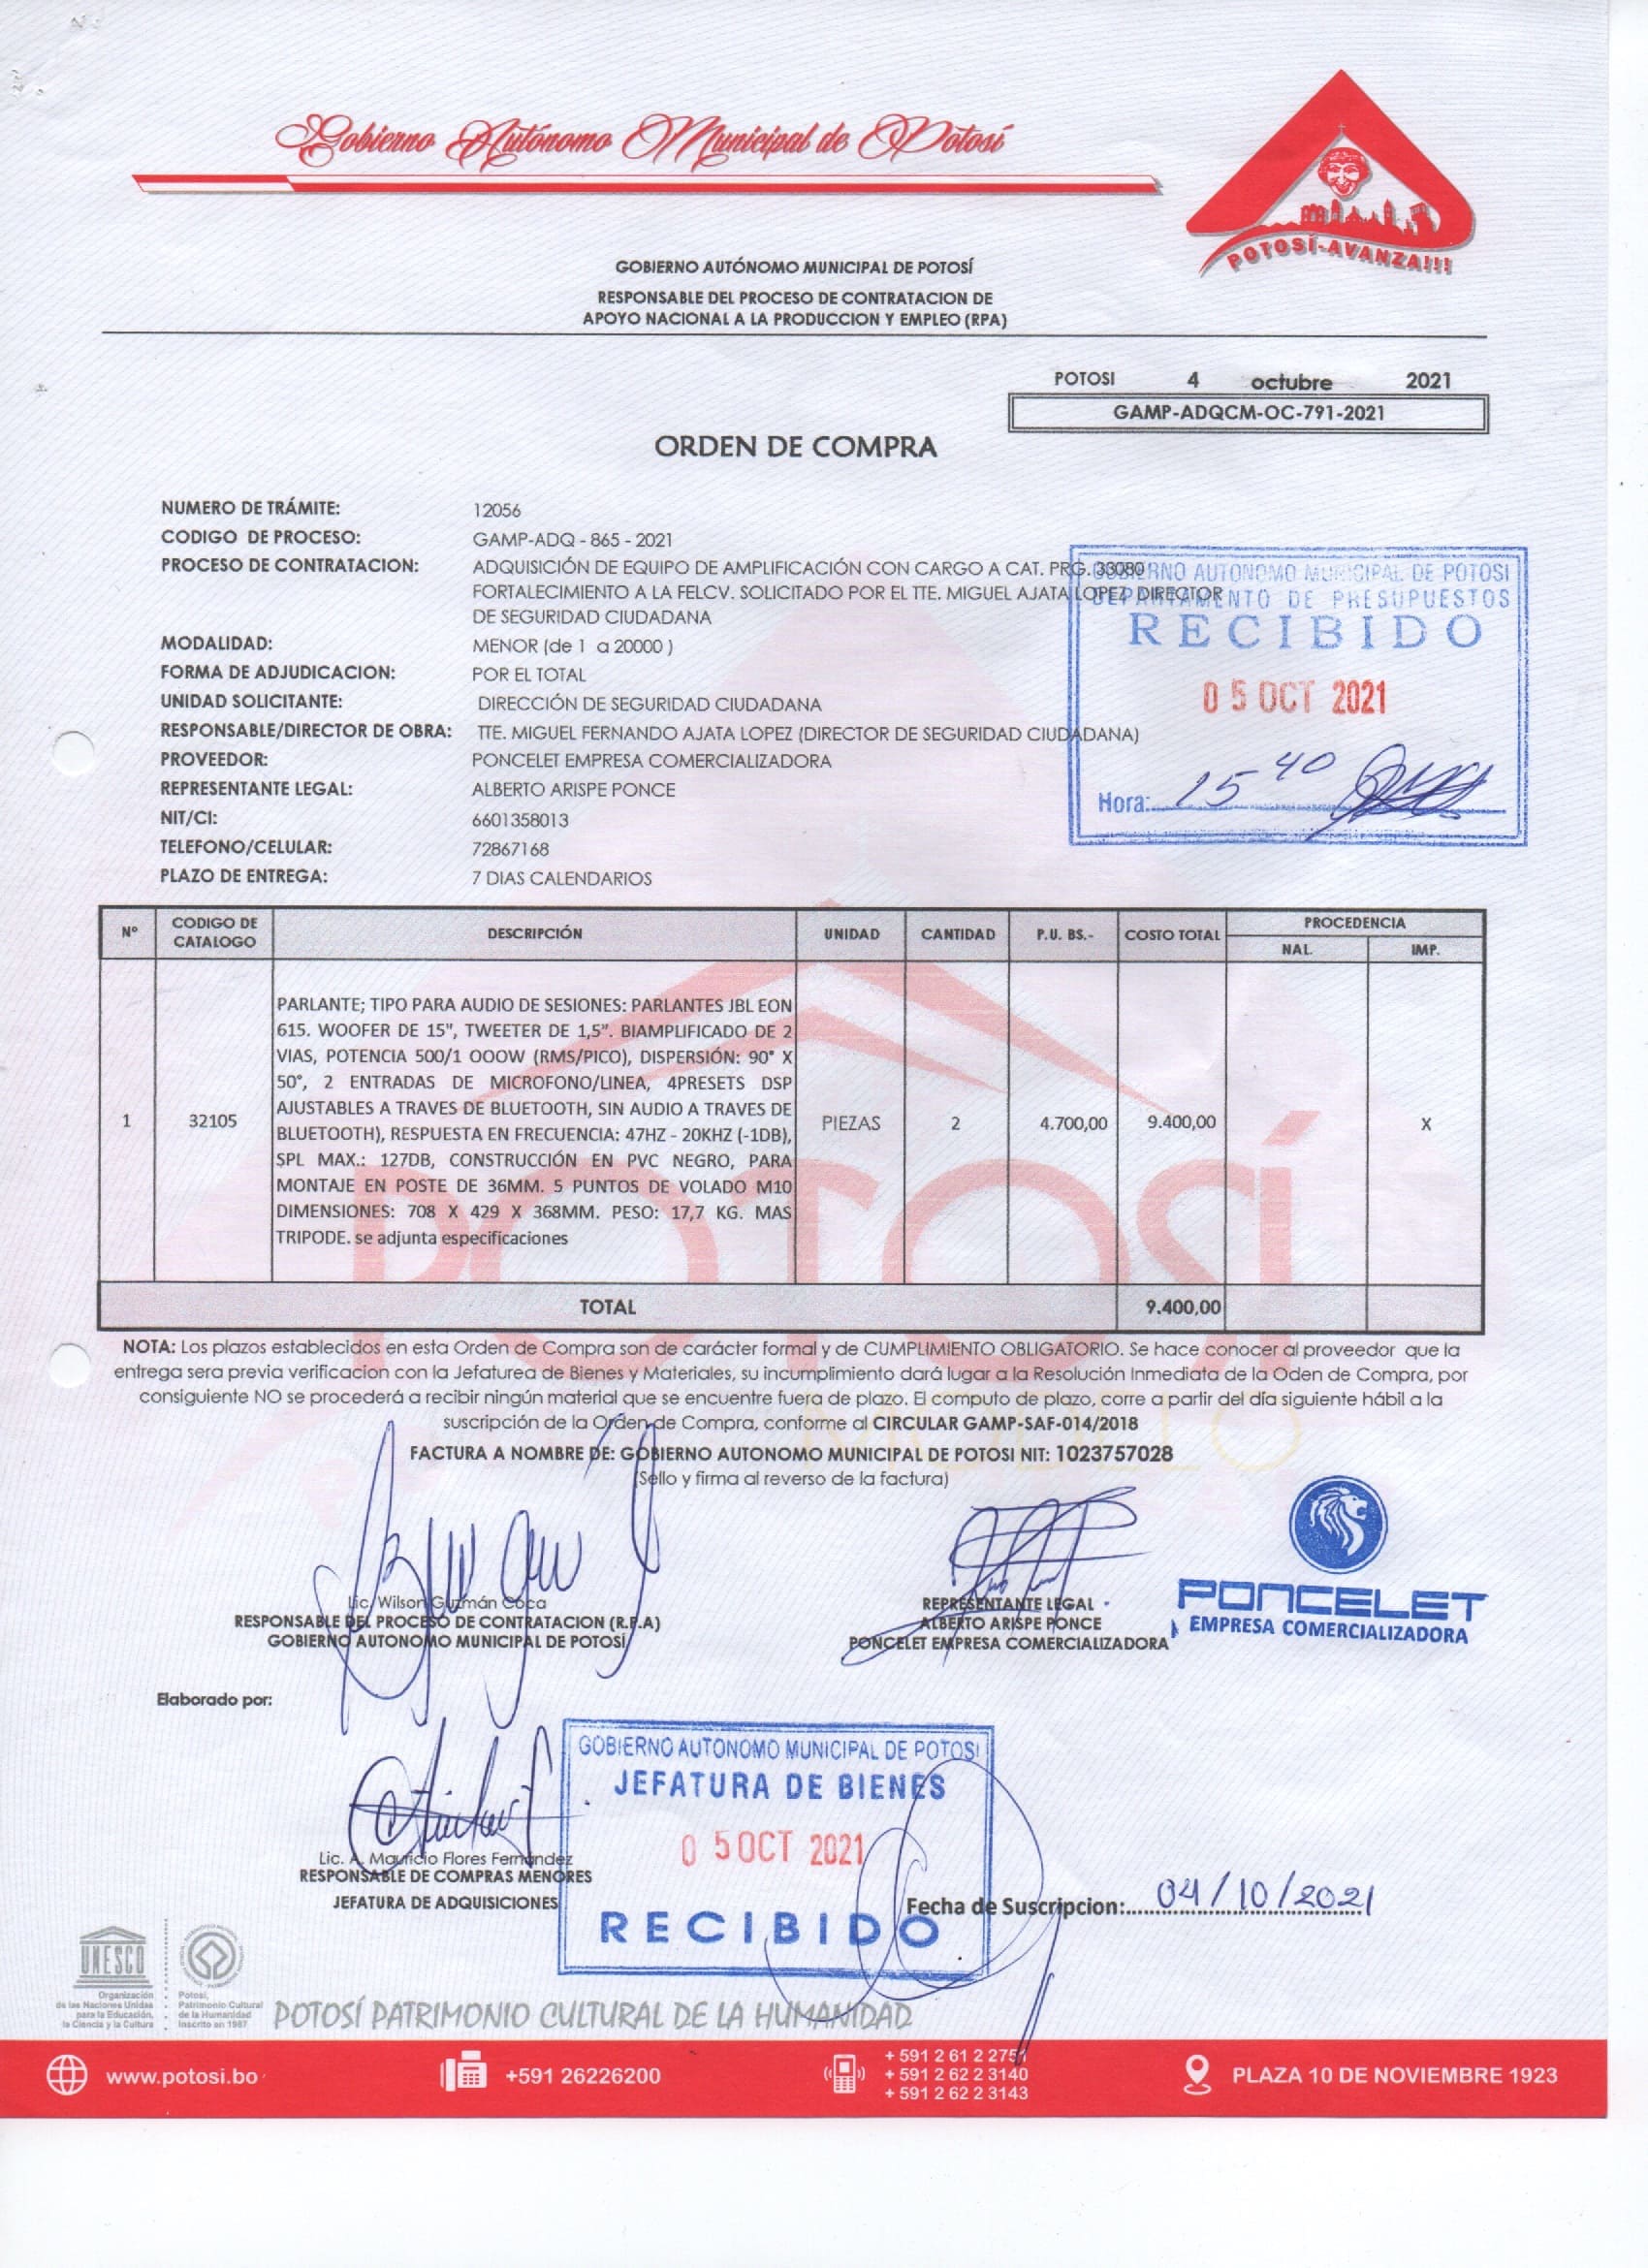 Gobierno Autónomo Municipal de Potosí
POTOSÍ-AVANZA!!!
GOBIERNO AUTÓNOMO MUNICIPAL DE POTOSÍ
RESPONSABLE DEL PROCESO DE CONTRATACION DE
APOYO NACIONAL A LA PRODUCCION Y EMPLEO (RPA)
POTOSI 4 octubre 2021
GAMP-ADQCM-OC-791-2021
ORDEN DE COMPRA
NUMERO DE TRÁMITE: 12056
CODIGO DE PROCESO: GAMP-ADQ - 865 - 2021
PROCESO DE CONTRATACION: ADQUISICIÓN DE EQUIPO DE AMPLIFICACIÓN CON CARGO A CAT. PRG. 33080
FORTALECIMIENTO A LA FELCV. SOLICITADO POR EL TTE. MIGUEL AJATA LOPEZ DIRECTOR
DE SEGURIDAD CIUDADANA
MODALIDAD: MENOR (de 1 a 20000 )
FORMA DE ADJUDICACION: POR EL TOTAL
UNIDAD SOLICITANTE: DIRECCIÓN DE SEGURIDAD CIUDADANA
RESPONSABLE/DIRECTOR DE OBRA: TTE. MIGUEL FERNANDO AJATA LOPEZ (DIRECTOR DE SEGURIDAD CIUDADANA)
PROVEEDOR: PONCELET EMPRESA COMERCIALIZADORA
REPRESENTANTE LEGAL: ALBERTO ARISPE PONCE
NIT/CI: 6601358013
TELEFONO/CELULAR: 72867168
PLAZO DE ENTREGA: 7 DIAS CALENDARIOS
GOBIERNO AUTONOMO MUNICIPAL DE POTOSI
DEPARTAMENTO DE PRESUPUESTOS
RECIBIDO
05 OCT 2021
Hora: 15 40
Nº CODIGO DE CATALOGO DESCRIPCIÓN UNIDAD CANTIDAD P.U. BS.- COSTO TOTAL PROCEDENCIA
NAL. IMP.
PARLANTE; TIPO PARA AUDIO DE SESIONES: PARLANTES JBL EON
615. WOOFER DE 15", TWEETER DE 1,5". BIAMPLIFICADO DE 2
VIAS, POTENCIA 500/1 OOOW (RMS/PICO), DISPERSIÓN: 90° X
50°, 2 ENTRADAS DE MICROFONO/LINEA, 4PRESETS DSP
AJUSTABLES A TRAVES DE BLUETOOTH, SIN AUDIO A TRAVES DE
1 32105 BLUETOOTH), RESPUESTA EN FRECUENCIA: 47HZ - 20KHZ (-1DB), PIEZAS 2 4.700,00 9.400,00 X
SPL MAX.: 127DB, CONSTRUCCIÓN EN PVC NEGRO, PARA
MONTAJE EN POSTE DE 36MM. 5 PUNTOS DE VOLADO M10
DIMENSIONES: 708 X 429 X 368MM. PESO: 17,7 KG. MAS
TRIPODE. se adjunta especificaciones
TOTAL 9.400,00
POTOSÍ
NOTA: Los plazos establecidos en esta Orden de Compra son de carácter formal y de CUMPLIMIENTO OBLIGATORIO. Se hace conocer al proveedor que la
entrega sera previa verificacion con la Jefaturea de Bienes y Materiales, su incumplimiento dará lugar a la Resolución Inmediata de la Oden de Compra, por
consiguiente NO se procederá a recibir ningún material que se encuentre fuera de plazo. El computo de plazo, corre a partir del día siguiente hábil a la
suscripción de la Orden de Compra, conforme al CIRCULAR GAMP-SAF-014/2018
FACTURA A NOMBRE DE: GOBIERNO AUTONOMO MUNICIPAL DE POTOSI NIT: 1023757028
(Sello y firma al reverso de la factura)
Lic. Wilson Guzmán Coca
RESPONSABLE DEL PROCESO DE CONTRATACION (R.P.A)
GOBIERNO AUTONOMO MUNICIPAL DE POTOSÍ
REPRESENTANTE LEGAL
ALBERTO ARISPE PONCE
PONCELET EMPRESA COMERCIALIZADORA
PONCELET
EMPRESA COMERCIALIZADORA
Elaborado por:
Lic. A. Mauricio Flores Fernandez
RESPONSABLE DE COMPRAS MENORES
JEFATURA DE ADQUISICIONES
GOBIERNO AUTONOMO MUNICIPAL DE POTOSI
JEFATURA DE BIENES
05 OCT 2021
RECIBIDO
Fecha de Suscripcion: 04/10/2021
UNESCO
Organización
de las Naciones Unidas
para la Educación,
la Ciencia y la Cultura
Potosí,
Patrimonio Cultural
de la Humanidad
Inscrito en 1987
POTOSÍ PATRIMONIO CULTURAL DE LA HUMANIDAD
www.potosi.bo
+591 26226200
+ 591 2 61 2 2751
+ 591 2 62 2 3140
+ 591 2 62 2 3143
PLAZA 10 DE NOVIEMBRE 1923